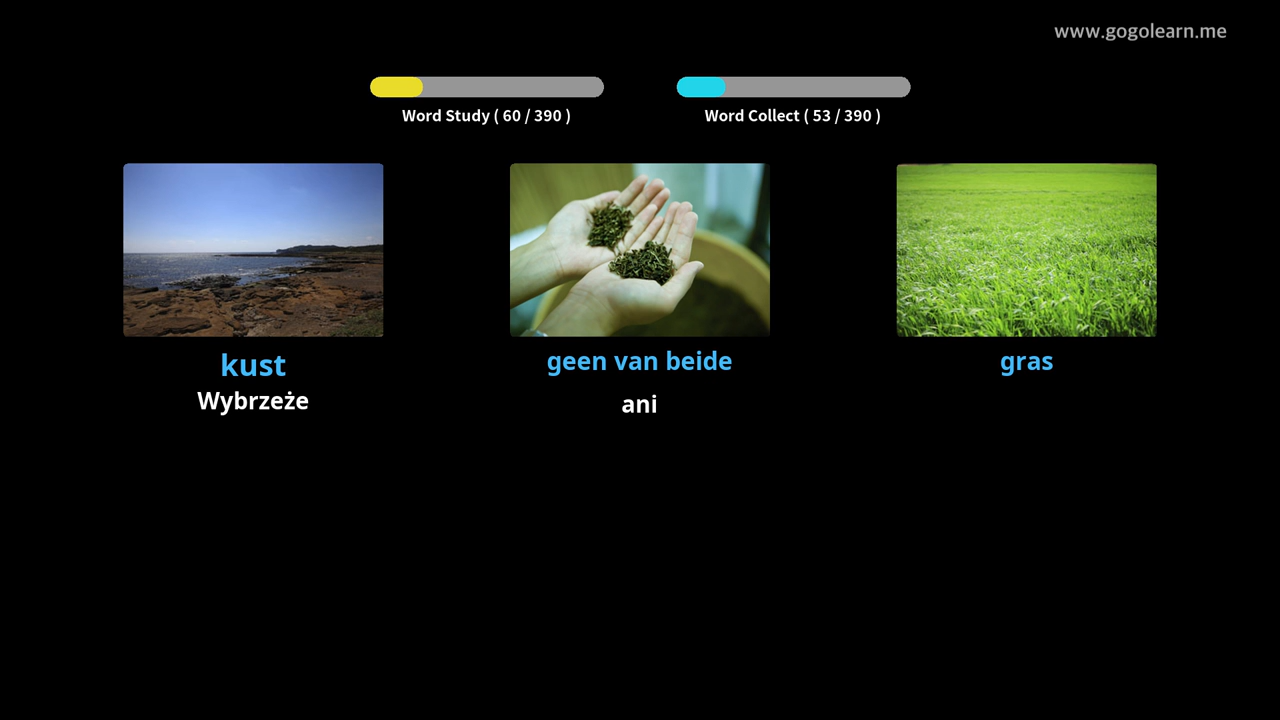 www.gogolearn.me
Word Study ( 60 / 390 )
Word Collect ( 53 / 390 )
kust
Wybrzeże
geen van beide
ani
gras